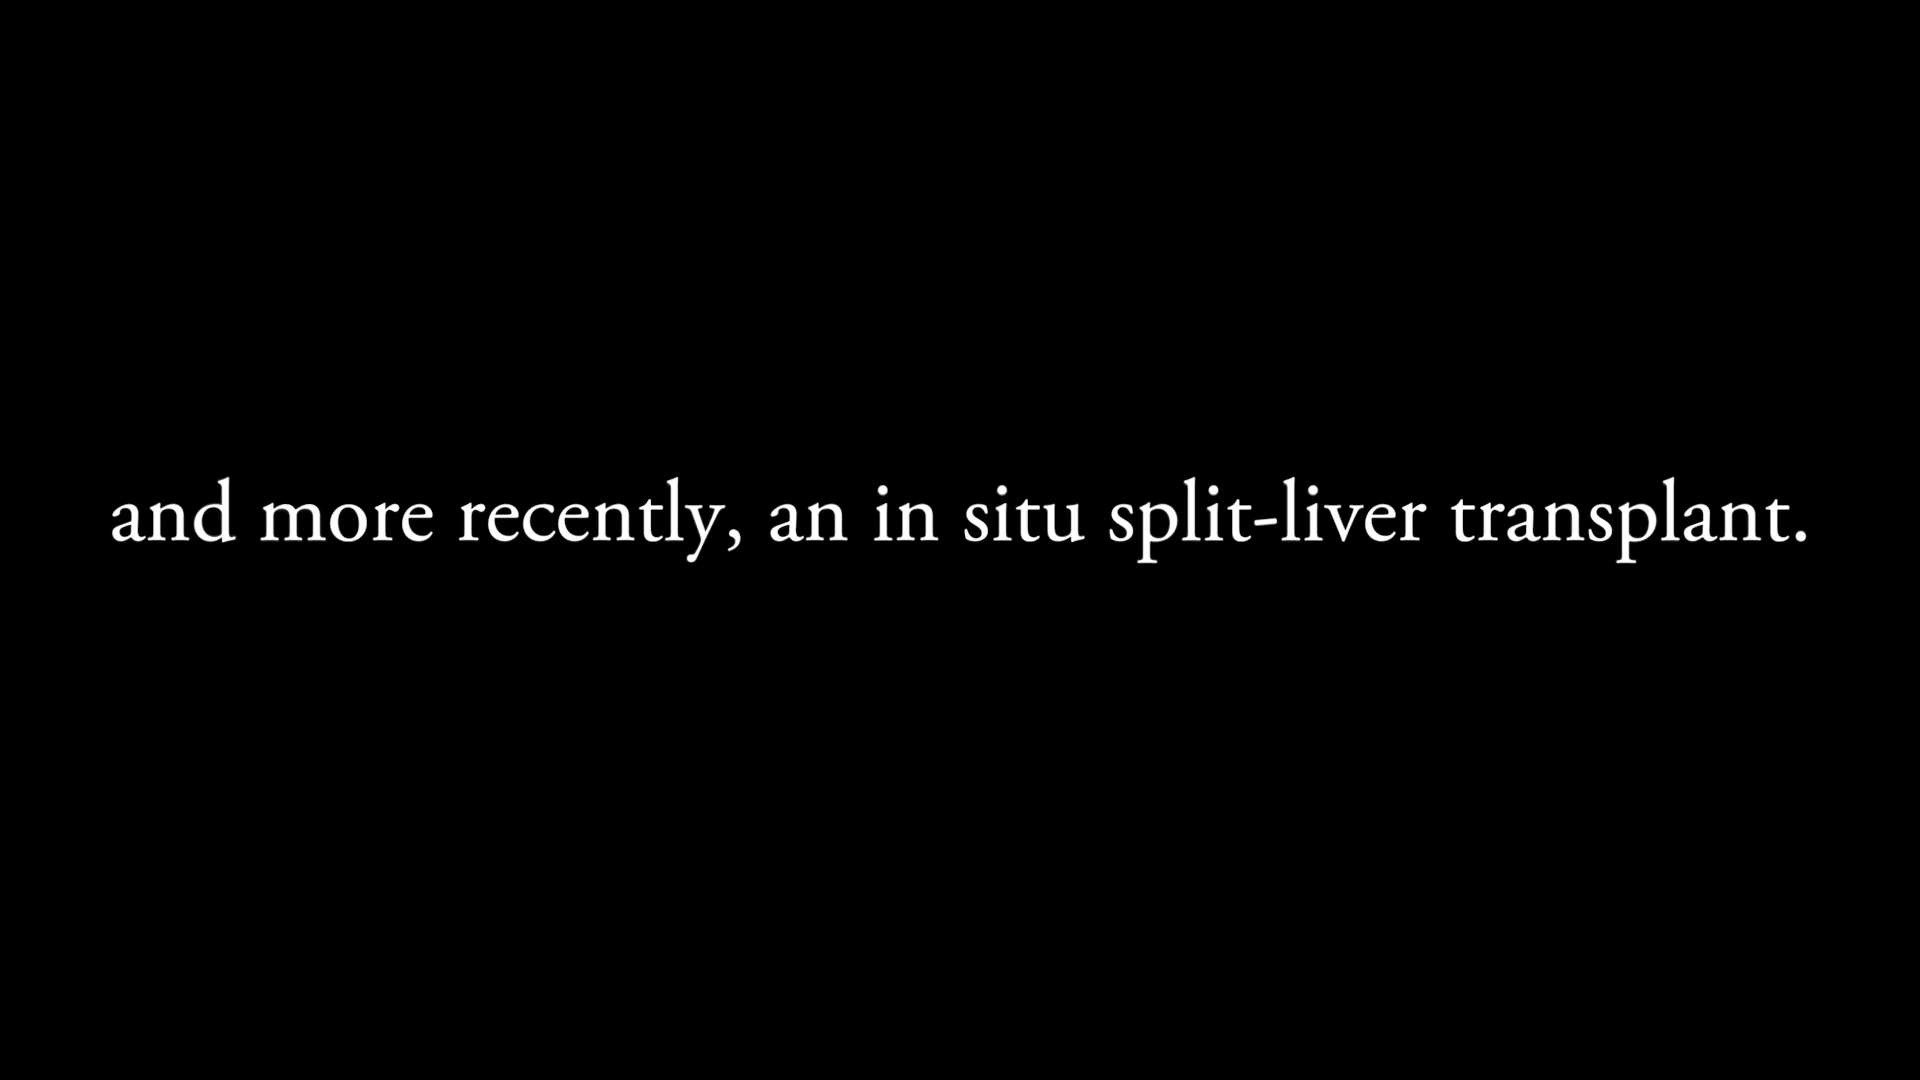 and more recently, an in situ split-liver transplant.